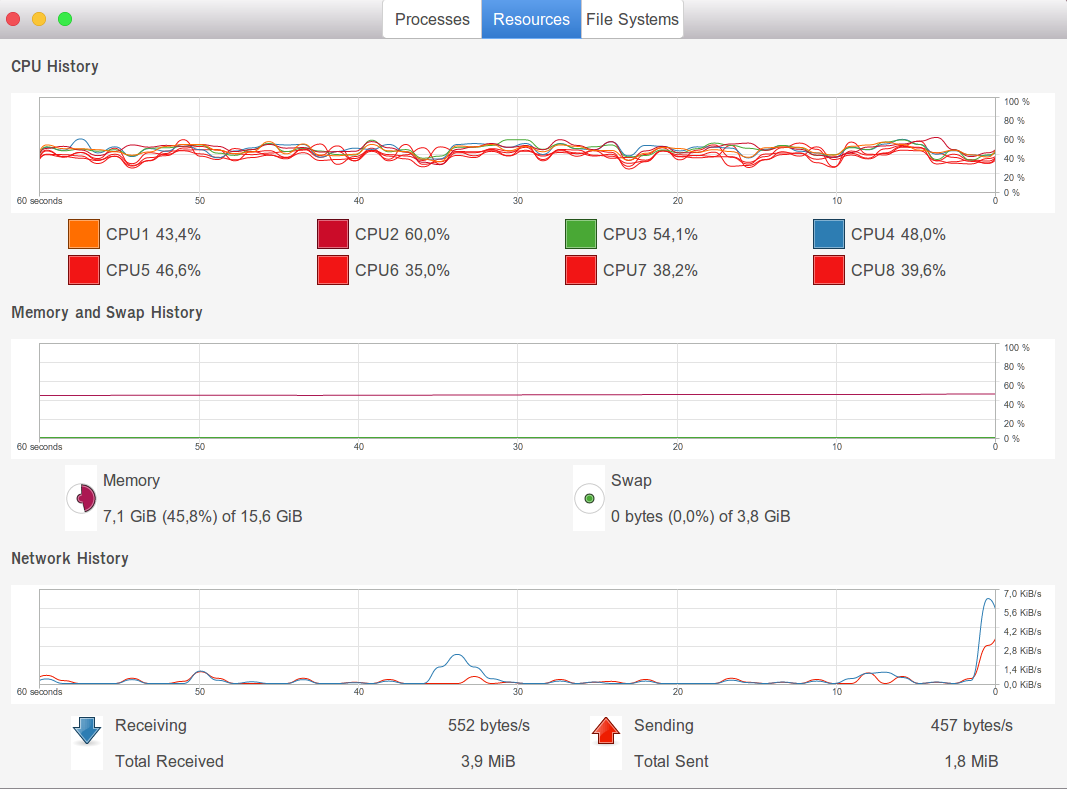 Processes Resources File Systems
CPU History
100 %
80 %
60 %
40 %
20 %
0 %
60 seconds 50 40 30 20 10 0
CPU1 43,4% CPU2 60,0% CPU3 54,1% CPU4 48,0%
CPU5 46,6% CPU6 35,0% CPU7 38,2% CPU8 39,6%
Memory and Swap History
100 %
80 %
60 %
40 %
20 %
0 %
60 seconds 50 40 30 20 10 0
Memory Swap
7,1 GiB (45,8%) of 15,6 GiB 0 bytes (0,0%) of 3,8 GiB
Network History
7,0 KiB/s
5,6 KiB/s
4,2 KiB/s
2,8 KiB/s
1,4 KiB/s
0,0 KiB/s
60 seconds 50 40 30 20 10 0
Receiving 552 bytes/s Sending 457 bytes/s
Total Received 3,9 MiB Total Sent 1,8 MiB